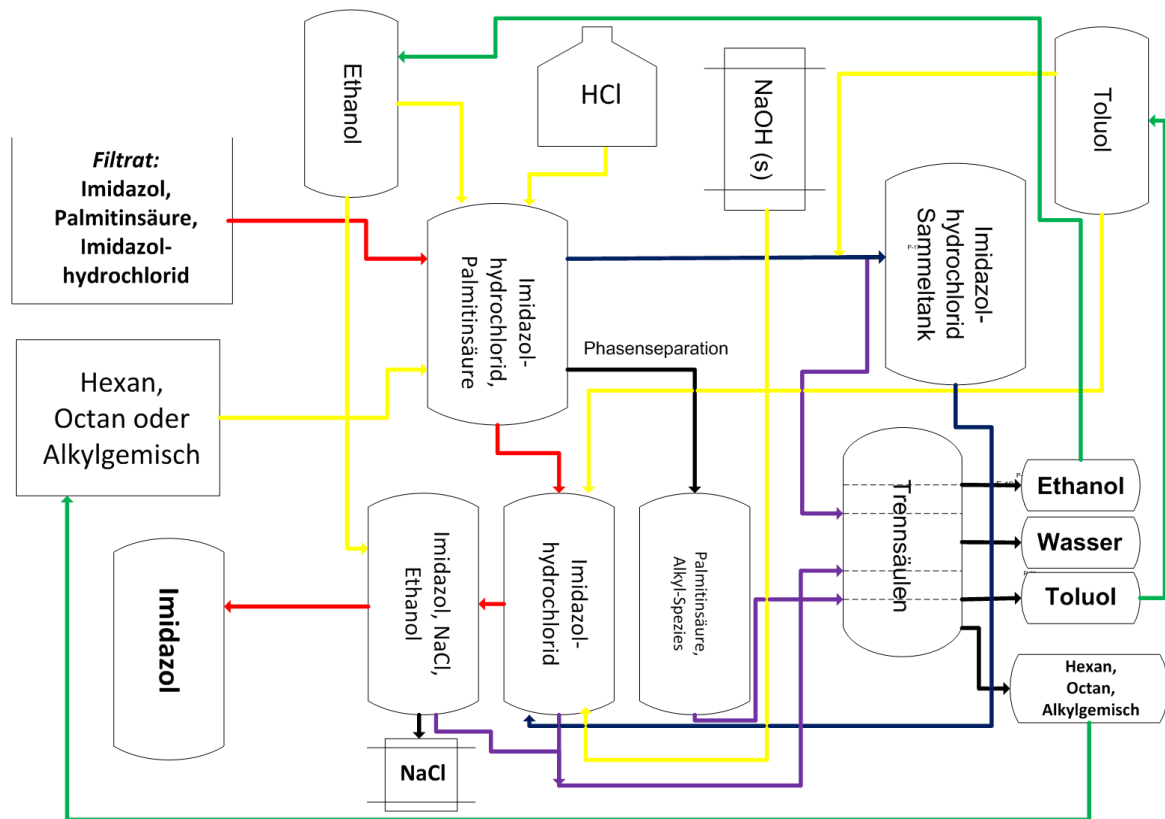 Ethanol
HCl
NaOH (s)
Toluol
Filtrat:
Imidazol,
Palmitinsäure,
Imidazol-
hydrochlorid
Imidazol-
hydrochlorid,
Palmitinsäure
Imidazol-
hydrochlorid
Sammeltank
Phasenseparation
Hexan,
Octan oder
Alkylgemisch
Trennsäulen
Ethanol
Wasser
Toluol
Hexan,
Octan,
Alkylgemisch
Imidazol
Imidazol, NaCl,
Ethanol
Imidazol-
hydrochlorid
Palmitinsäure,
Alkyl-Spezies
NaCl